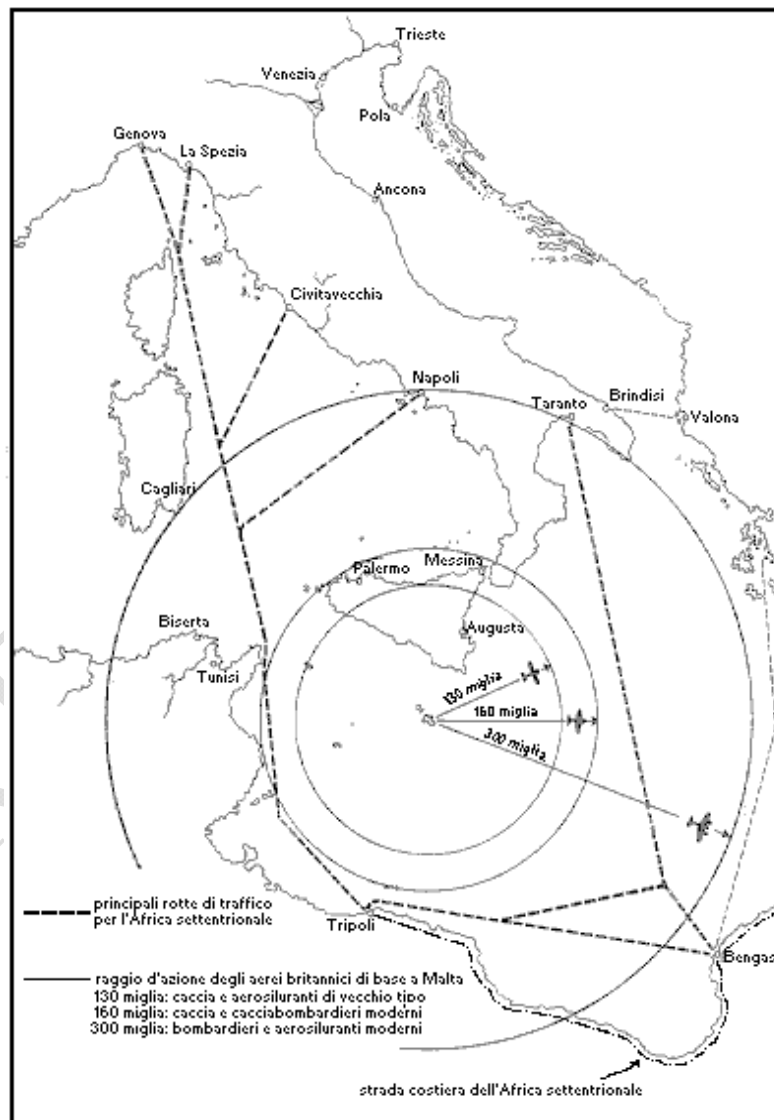 Trieste
Venezia
Pola
Genova
La Spezia
Ancona
Civitavecchia
Napoli
Taranto
Brindisi
Valona
Cagliari
Messina
Palermo
Biserta
Augusta
Tunisi
130 miglia
160 miglia
300 miglia
principali rotte di traffico
per l'Africa settentrionale
Tripoli
Bengas
raggio d'azione degli aerei britannici di base a Malta
130 miglia: caccia e aerosiluranti di vecchio tipo
160 miglia: caccia e cacciabombardieri moderni
300 miglia: bombardieri e aerosiluranti moderni
strada costiera dell'Africa settentrionale